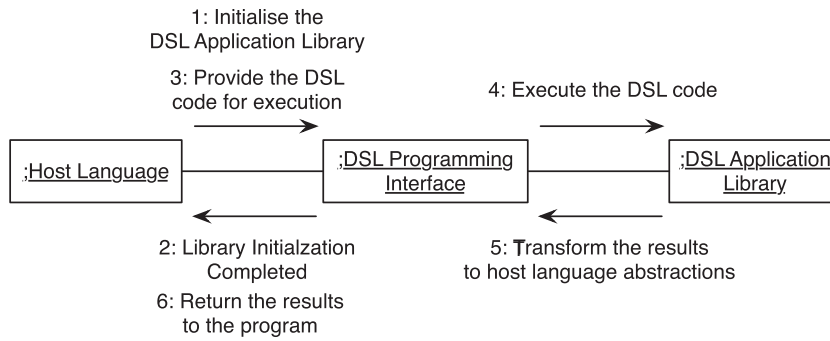 1: Initialise the
DSL Application Library
3: Provide the DSL
code for execution
4: Execute the DSL code
;Host Language
;DSL Programming
Interface
;DSL Application
Library
2: Library Initialzation
Completed
5: Transform the results
to host language abstractions
6: Return the results
to the program